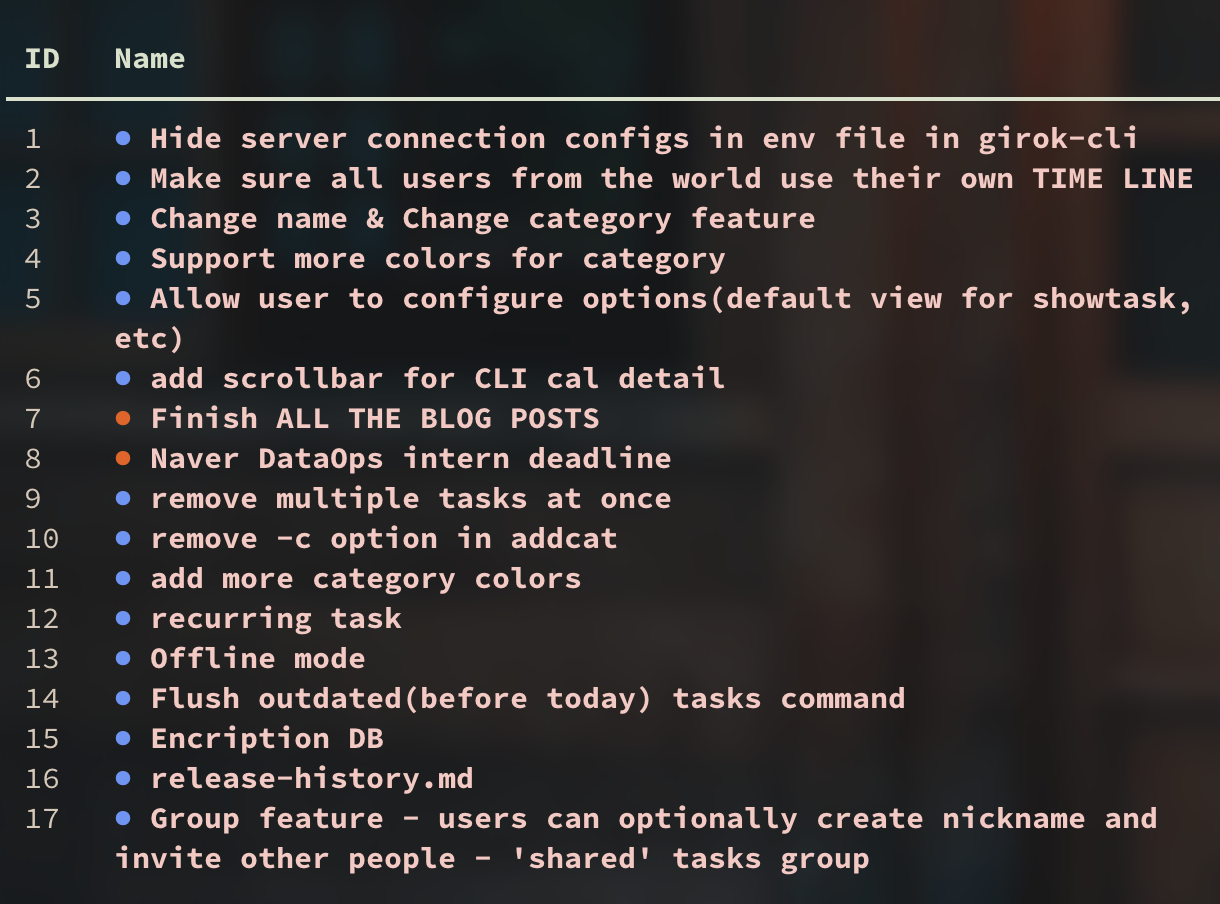 ID Name
1 ● Hide server connection configs in env file in girok-cli
2 ● Make sure all users from the world use their own TIME LINE
3 ● Change name & Change category feature
4 ● Support more colors for category
5 ● Allow user to configure options(default view for showtask,
etc)
6 ● add scrollbar for CLI cal detail
7 ● Finish ALL THE BLOG POSTS
8 ● Naver DataOps intern deadline
9 ● remove multiple tasks at once
10 ● remove -c option in addcat
11 ● add more category colors
12 ● recurring task
13 ● Offline mode
14 ● Flush outdated(before today) tasks command
15 ● Encription DB
16 ● release-history.md
17 ● Group feature - users can optionally create nickname and
invite other people - 'shared' tasks group